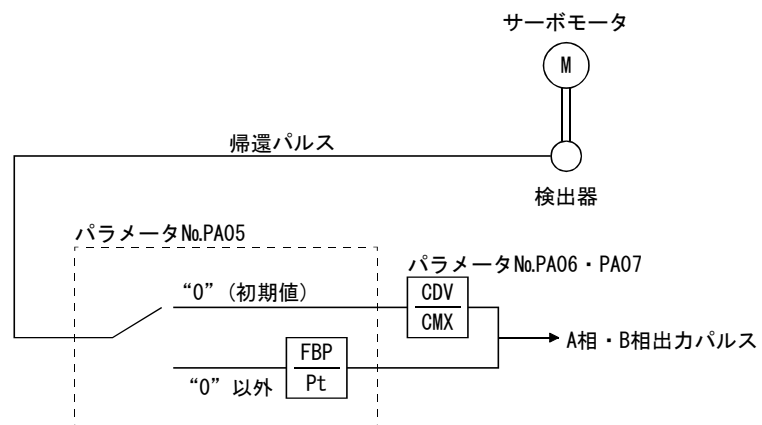 サーボモータ
M
帰還パルス
検出器
パラメータNo.PA05
パラメータNo.PA06・PA07
“0”（初期値）
CDV
CMX
A相・B相出力パルス
FBP
Pt
“0”以外